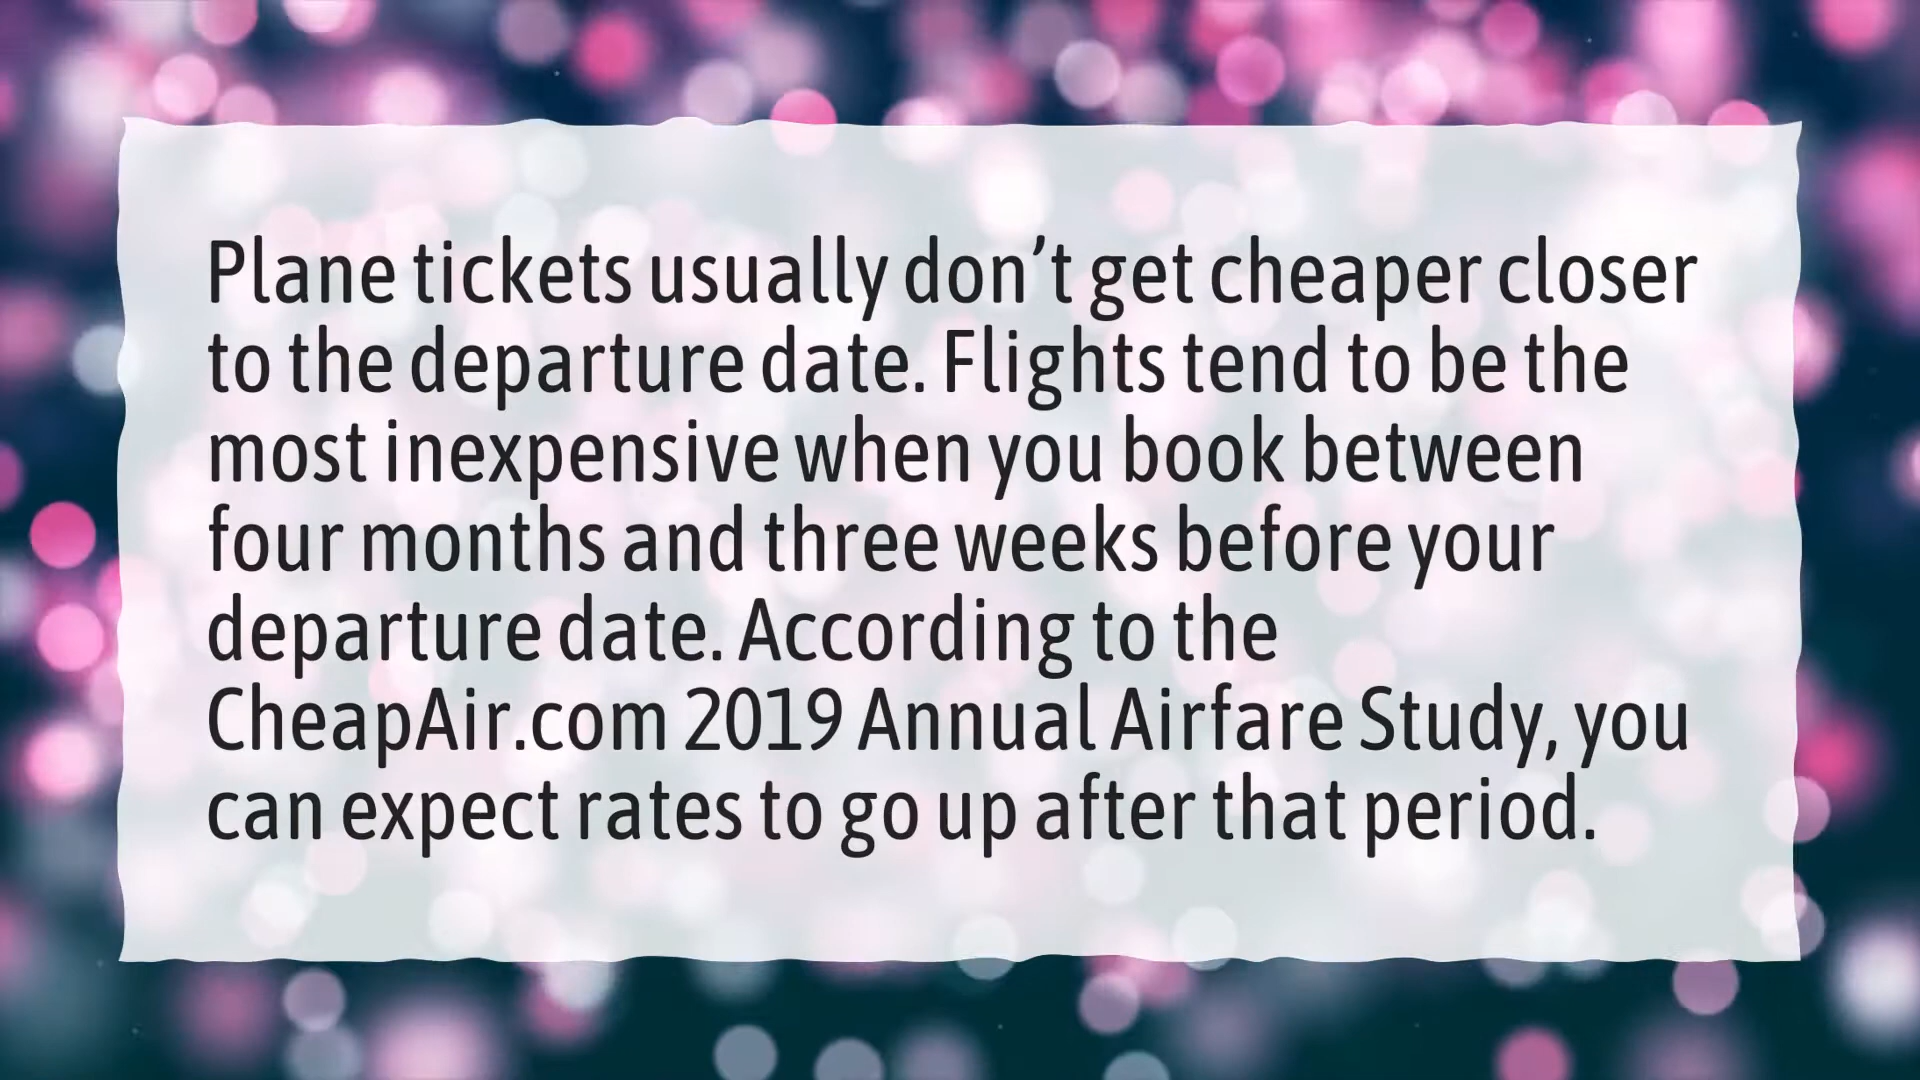 Plane tickets usually don’t get cheaper closer
to the departure date. Flights tend to be the
most inexpensive when you book between
four months and three weeks before your
departure date. According to the
CheapAir.com 2019 Annual Airfare Study, you
can expect rates to go up after that period.